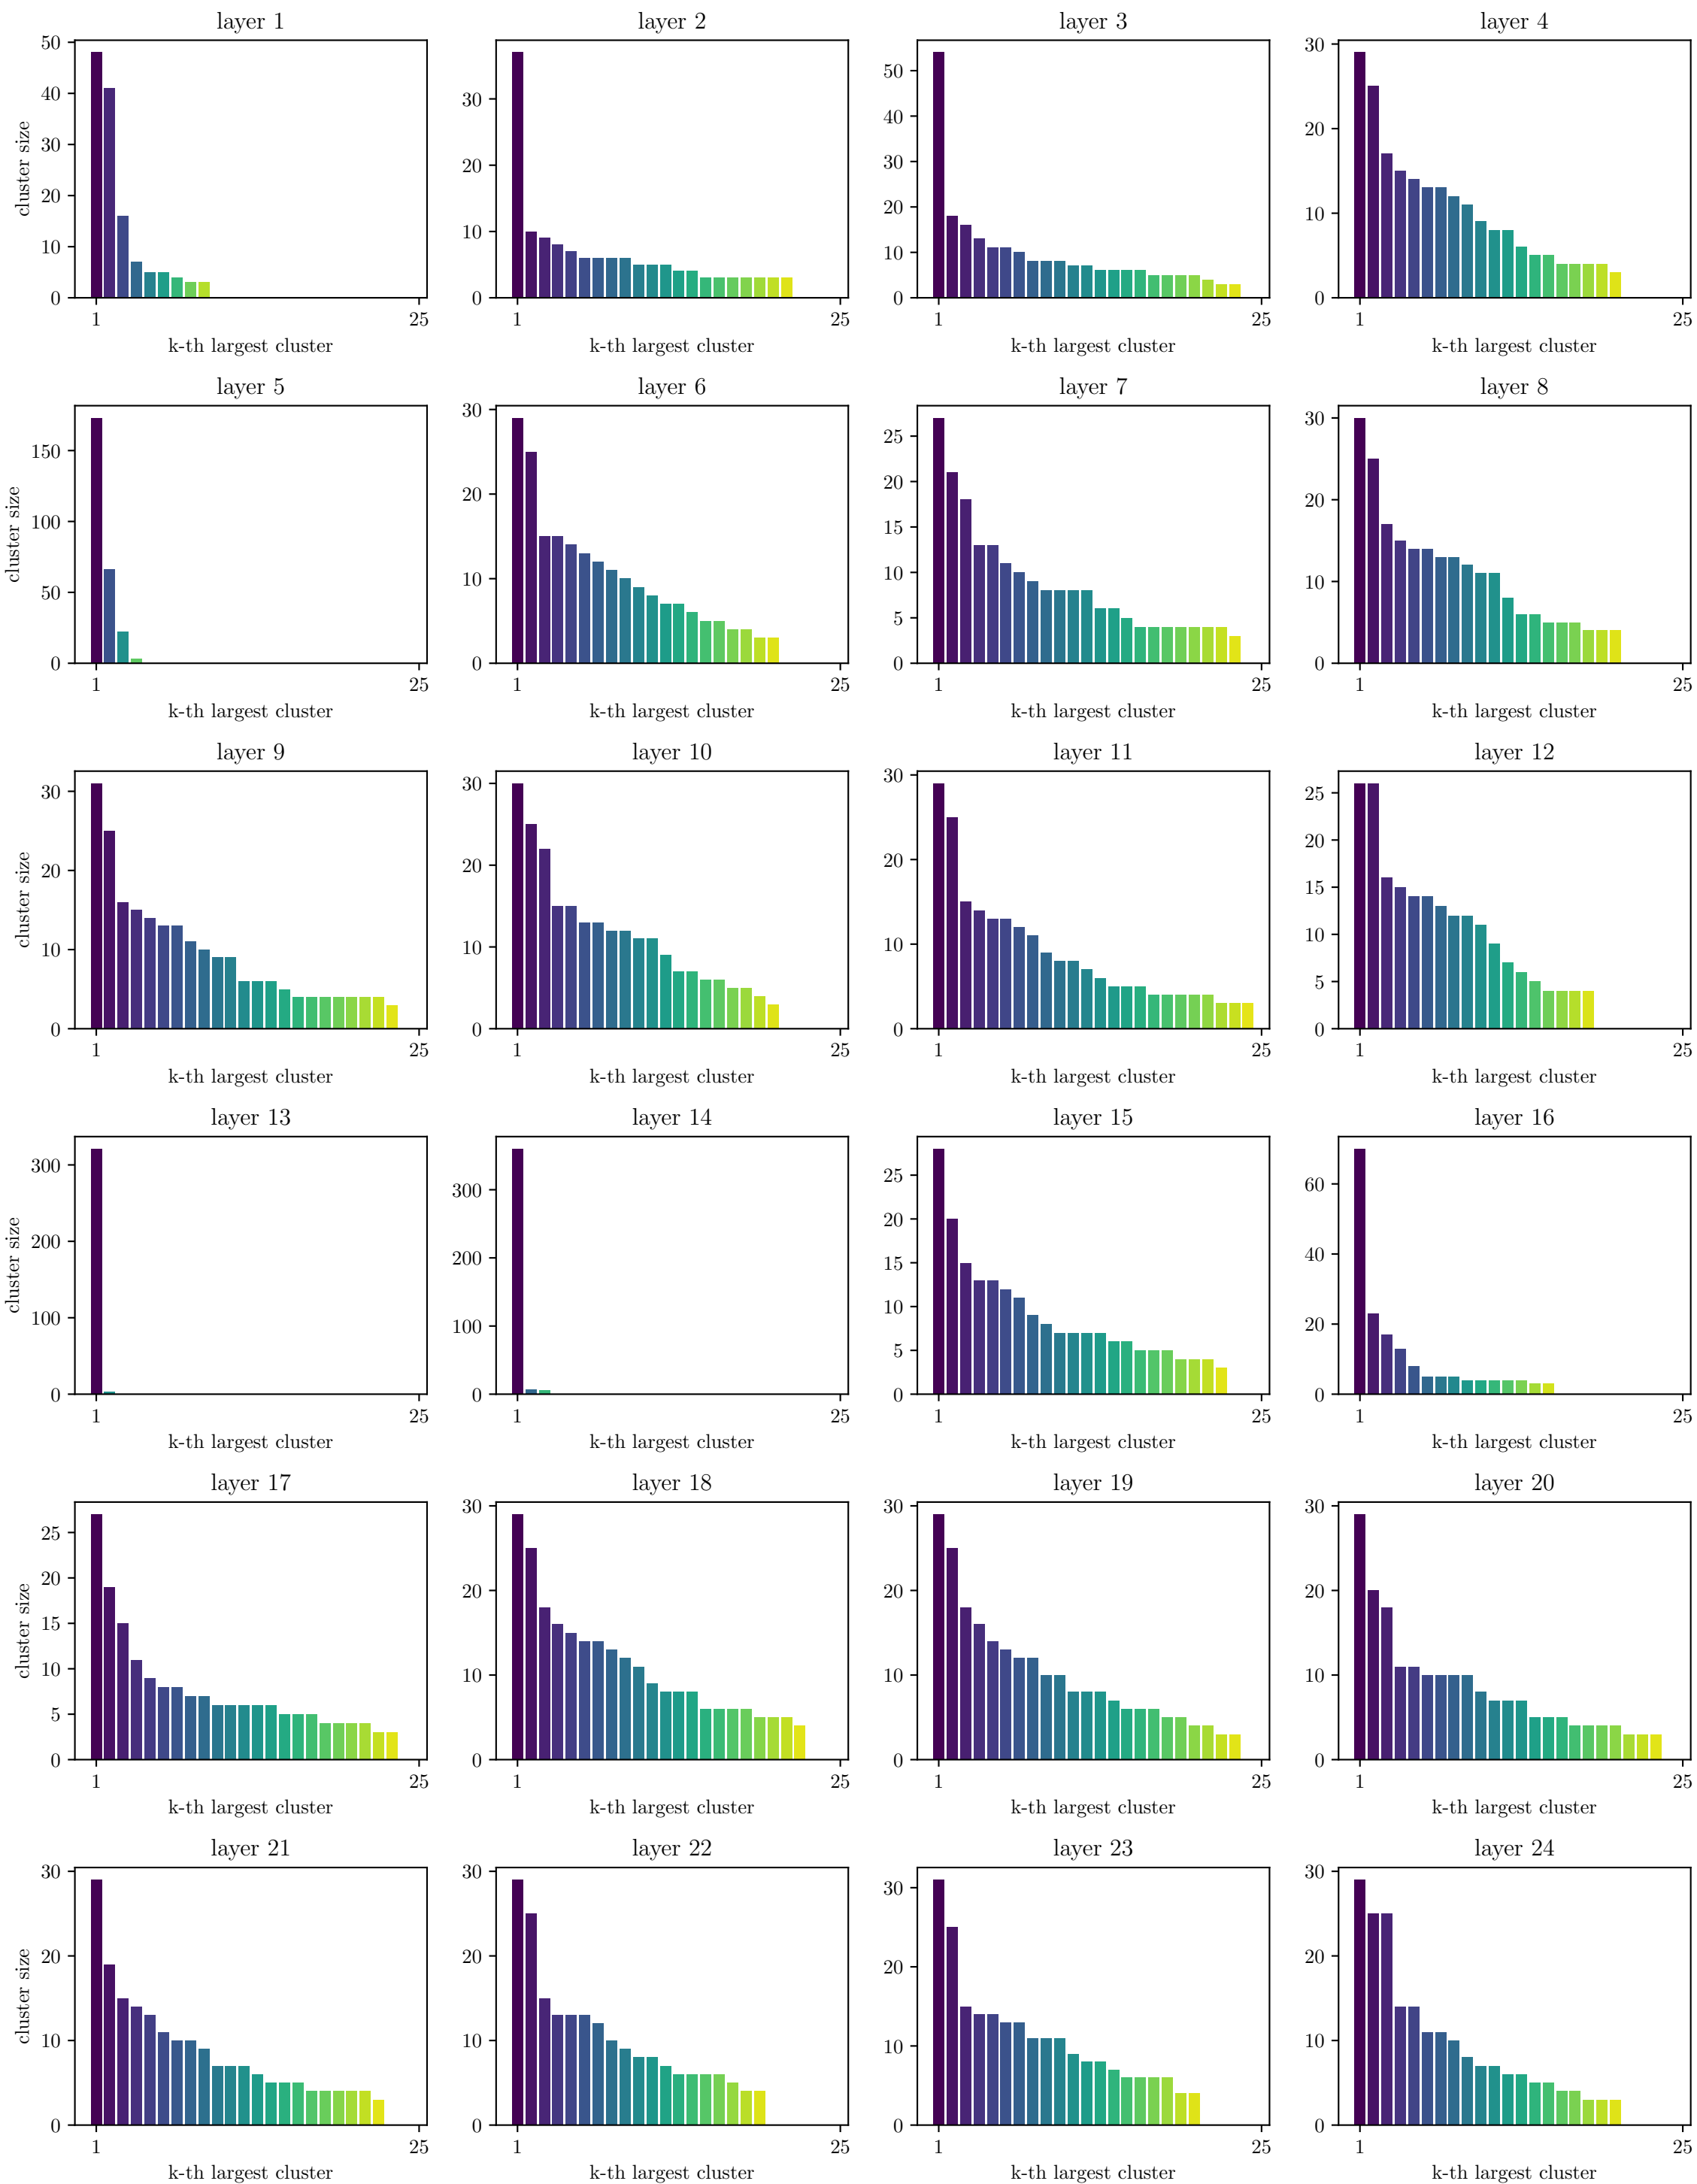 layer 1
layer 2
layer 3
layer 4
50
40
30
20
10
0
cluster size
30
20
10
0
50
40
30
20
10
0
30
20
10
0
1
25
1
25
1
25
1
25
k-th largest cluster
k-th largest cluster
k-th largest cluster
k-th largest cluster
layer 5
layer 6
layer 7
layer 8
150
100
50
0
cluster size
30
20
10
0
25
20
15
10
5
0
30
20
10
0
1
25
1
25
1
25
1
25
k-th largest cluster
k-th largest cluster
k-th largest cluster
k-th largest cluster
layer 9
layer 10
layer 11
layer 12
30
20
10
0
cluster size
30
20
10
0
30
20
10
0
25
20
15
10
5
0
1
25
1
25
1
25
1
25
k-th largest cluster
k-th largest cluster
k-th largest cluster
k-th largest cluster
layer 13
layer 14
layer 15
layer 16
300
200
100
0
cluster size
300
200
100
0
25
20
15
10
5
0
60
40
20
0
1
25
1
25
1
25
1
25
k-th largest cluster
k-th largest cluster
k-th largest cluster
k-th largest cluster
layer 17
layer 18
layer 19
layer 20
25
20
15
10
5
0
cluster size
30
20
10
0
30
20
10
0
30
20
10
0
1
25
1
25
1
25
1
25
k-th largest cluster
k-th largest cluster
k-th largest cluster
k-th largest cluster
layer 21
layer 22
layer 23
layer 24
30
20
10
0
cluster size
30
20
10
0
30
20
10
0
30
20
10
0
1
25
1
25
1
25
1
25
k-th largest cluster
k-th largest cluster
k-th largest cluster
k-th largest cluster